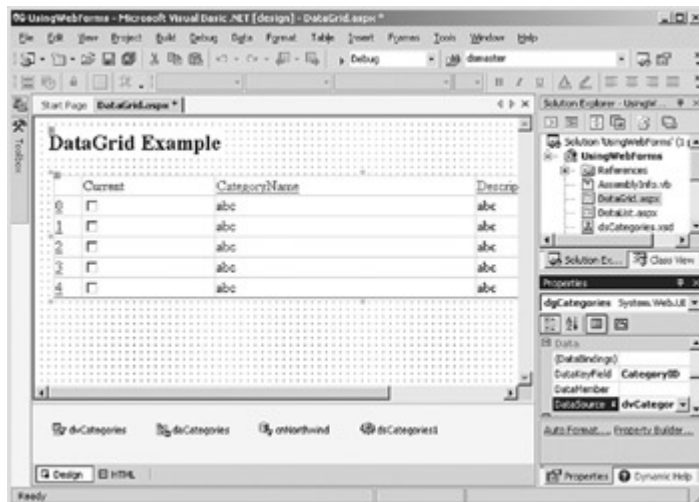 UsingWebForms - Microsoft Visual Basic .NET [design] - DataGrid.aspx *
File Edit View Project Build Debug Data Format Table Insert Frames Tools Window Help
Debug dsmaster
B I U
Start Page DataGrid.aspx *
Toolbox
DataGrid Example
Current CategoryName Descrip
0 abc abc
1 abc abc
2 abc abc
3 abc abc
4 abc abc
dvCategories daCategories cnNorthwind dsCategories1
Design HTML
Ready
Solution Explorer - UsingW...
Solution 'UsingWebForms' (1
UsingWebForms
References
AssemblyInfo.vb
DataGrid.aspx
DataList.aspx
dsCategories.xsd
Solution Ex... Class View
Properties
dgCategories System.Web.UI
Data
(DataBindings)
DataKeyField CategoryID
DataMember
DataSource dvCategor
Auto Format..., Property Builder...
Properties Dynamic Help